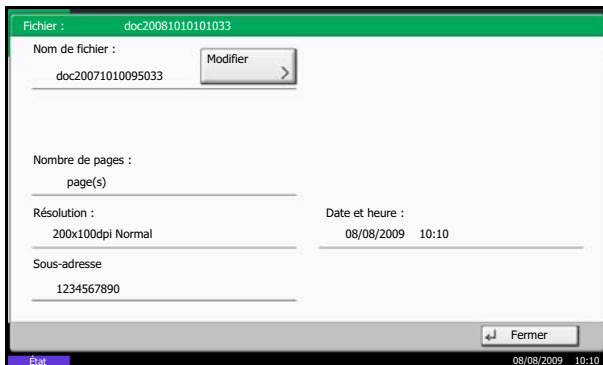 Fichier : doc20081010101033
Nom de fichier :
doc20071010095033
Modifier
Nombre de pages :
page(s)
Résolution :
200x100dpi Normal
Date et heure :
08/08/2009 10:10
Sous-adresse
1234567890
Fermer
État
08/08/2009 10:10